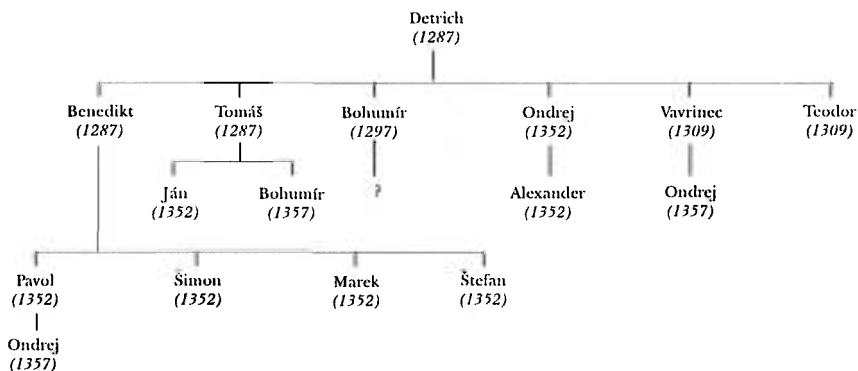 Detrich
(1287)
Benedikt Tomáš Bohumír Ondrej Vavrinec Teodor
(1287) (1287) (1297) (1352) (1309) (1309)
Ján Bohumír ? Alexander Ondrej
(1352) (1357) (1352) (1357)
Pavol Šimon Marek Štefan
(1352) (1352) (1352) (1352)
Ondrej
(1357)